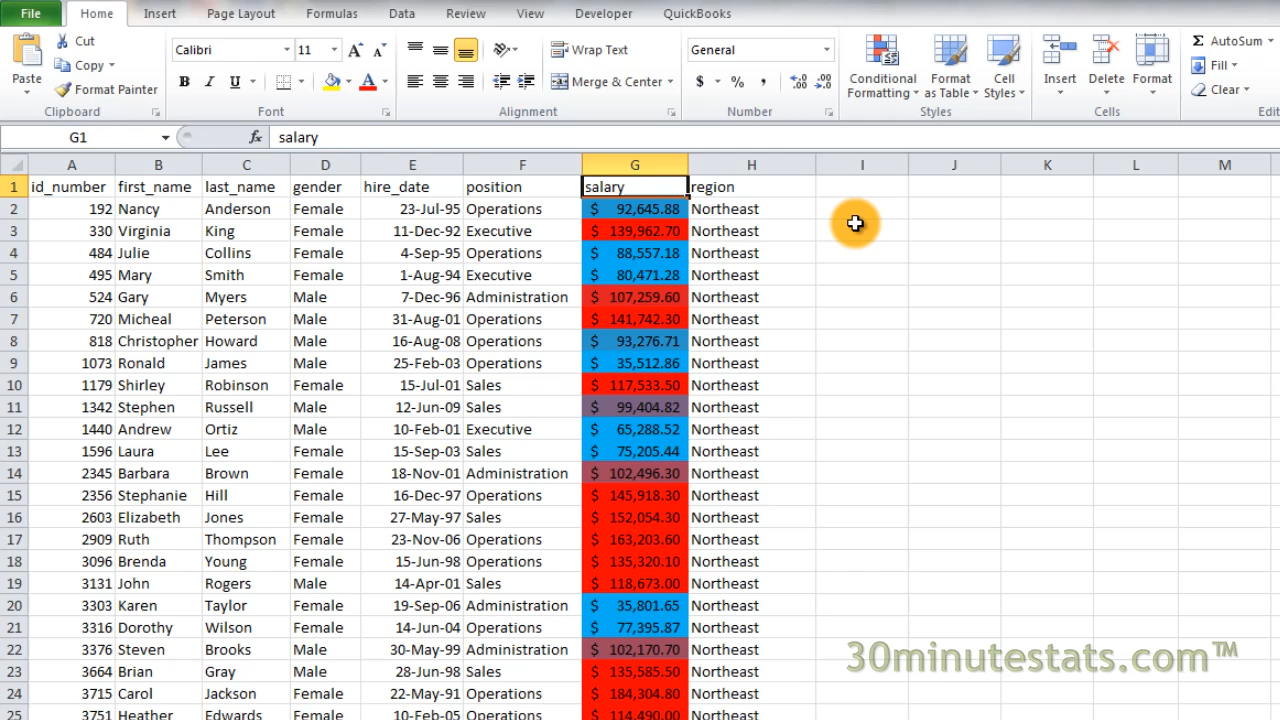 File Home Insert Page Layout Formulas Data Review View Developer QuickBooks
Paste
Cut
Copy
Format Painter
Clipboard
Calibri 11
B I U
Font
Wrap Text
Merge & Center
Alignment
General
$ % ,
Number
Conditional Formatting
Format as Table
Cell Styles
Styles
Insert Delete Format
Cells
Σ AutoSum
Fill
Clear
G1 fx salary
A B C D E F G H I J K L M
1 id_number first_name last_name gender hire_date position salary region
2 192 Nancy Anderson Female 23-Jul-95 Operations $ 92,645.88 Northeast
3 330 Virginia King Female 11-Dec-92 Executive $ 139,962.70 Northeast
4 484 Julie Collins Female 4-Sep-95 Operations $ 88,557.18 Northeast
5 495 Mary Smith Female 1-Aug-94 Executive $ 80,471.28 Northeast
6 524 Gary Myers Male 7-Dec-96 Administration $ 107,259.60 Northeast
7 720 Micheal Peterson Male 31-Aug-01 Operations $ 141,742.30 Northeast
8 818 Christopher Howard Male 16-Aug-08 Operations $ 93,276.71 Northeast
9 1073 Ronald James Male 25-Feb-03 Operations $ 35,512.86 Northeast
10 1179 Shirley Robinson Female 15-Jul-01 Sales $ 117,533.50 Northeast
11 1342 Stephen Russell Male 12-Jun-09 Sales $ 99,404.82 Northeast
12 1440 Andrew Ortiz Male 10-Feb-01 Executive $ 65,288.52 Northeast
13 1596 Laura Lee Female 15-Sep-03 Sales $ 75,205.44 Northeast
14 2345 Barbara Brown Female 18-Nov-01 Administration $ 102,496.30 Northeast
15 2356 Stephanie Hill Female 16-Dec-97 Operations $ 145,918.30 Northeast
16 2603 Elizabeth Jones Female 27-May-97 Sales $ 152,054.30 Northeast
17 2909 Ruth Thompson Female 23-Nov-06 Operations $ 163,203.60 Northeast
18 3096 Brenda Young Female 15-Jun-98 Operations $ 135,320.10 Northeast
19 3131 John Rogers Male 14-Apr-01 Sales $ 118,673.00 Northeast
20 3303 Karen Taylor Female 19-Sep-06 Administration $ 35,801.65 Northeast
21 3316 Dorothy Wilson Female 14-Jun-04 Operations $ 77,395.87 Northeast
22 3376 Steven Brooks Male 30-May-99 Administration $ 102,170.70 Northeast
23 3664 Brian Gray Male 28-Jun-98 Sales $ 135,585.50 Northeast
24 3715 Carol Jackson Female 22-May-91 Operations $ 184,304.80 Northeast
25 3751 Heather Edwards Female 10-Feb-05 Operations $ 114,490.00 Northeast
30minutestats.com™